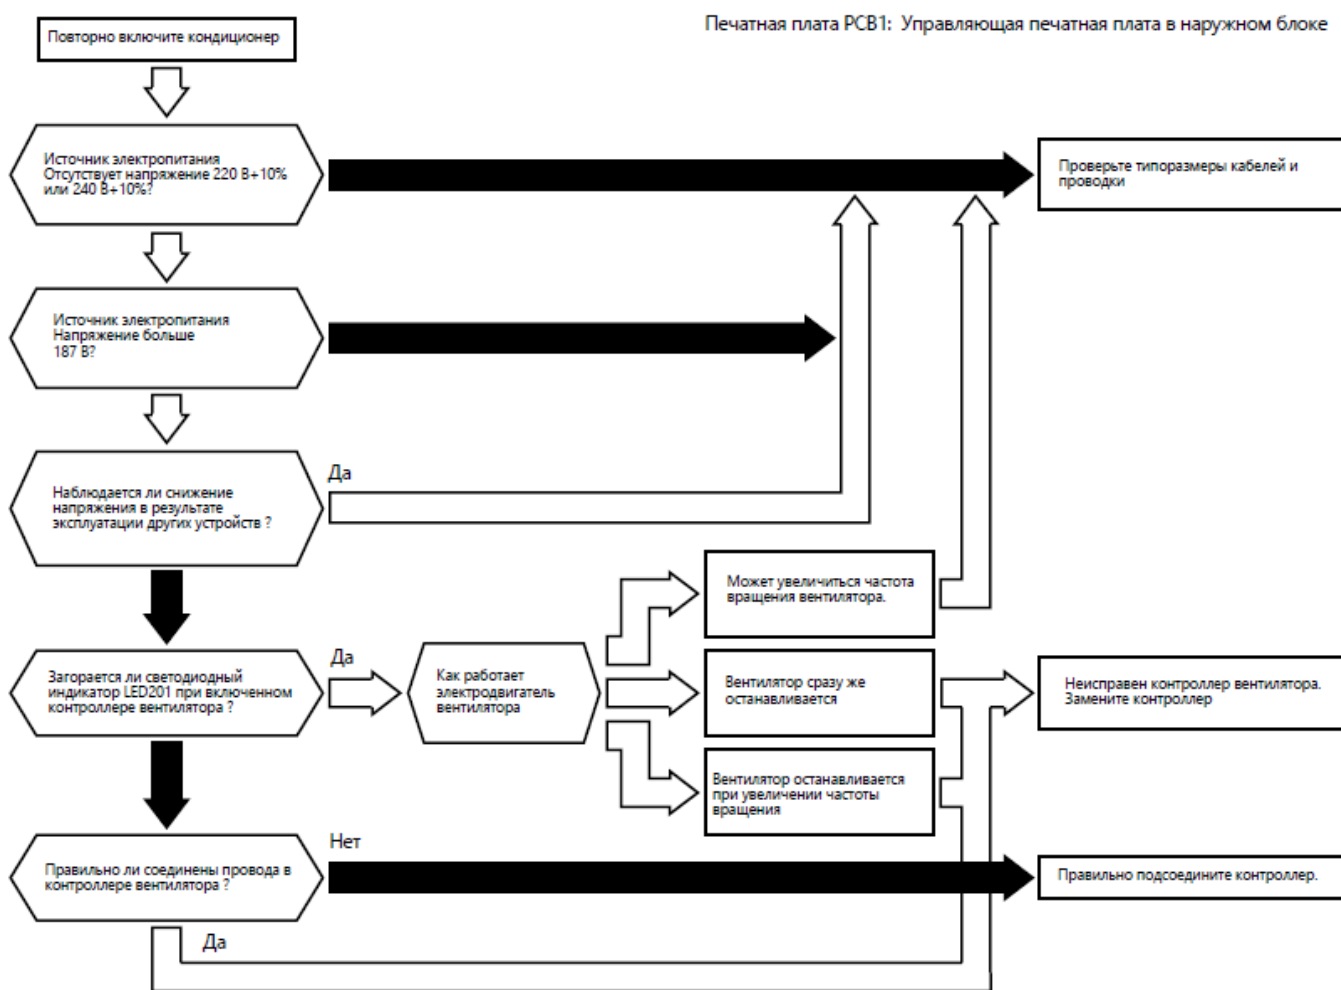 Печатная плата PCB1: Управляющая печатная плата в наружном блоке
Повторно включите кондиционер
Источник электропитания
Отсутствует напряжение 220 В+10%
или 240 В+10%?
Проверьте типоразмеры кабелей и
проводки
Источник электропитания
Напряжение больше
187 В?
Да
Наблюдается ли снижение
напряжения в результате
эксплуатации других устройств ?
Может увеличиться частота
вращения вентилятора.
Да
Загорается ли светодиодный
индикатор LED201 при включенном
контроллере вентилятора ?
Как работает
электродвигатель
вентилятора
Вентилятор сразу же
останавливается
Неисправен контроллер вентилятора.
Замените контроллер
Вентилятор останавливается
при увеличении частоты
вращения
Нет
Правильно ли соединены провода в
контроллере вентилятора ?
Правильно подсоедините контроллер.
Да